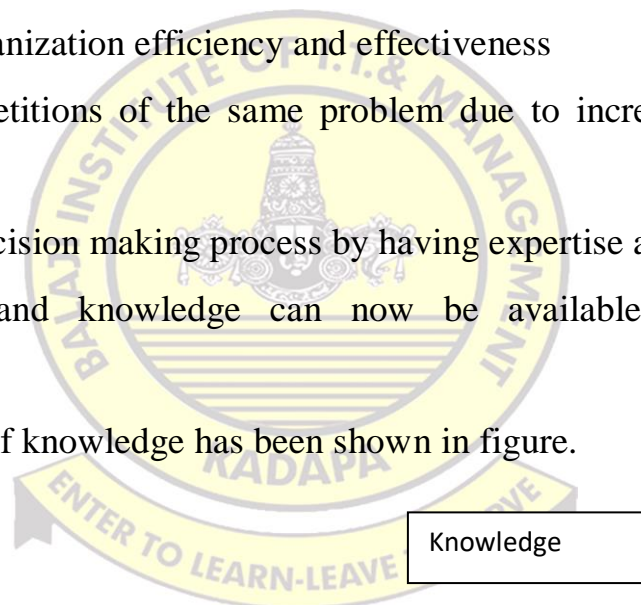 anization efficiency and effectiveness
etitions of the same problem due to incre
cision making process by having expertise a
and knowledge can now be available
f knowledge has been shown in figure.
Knowledge
BALAJI INSTITUTE OF I.T.& MANAGMENT
KADAPA
ENTER TO LEARN-LEAVE